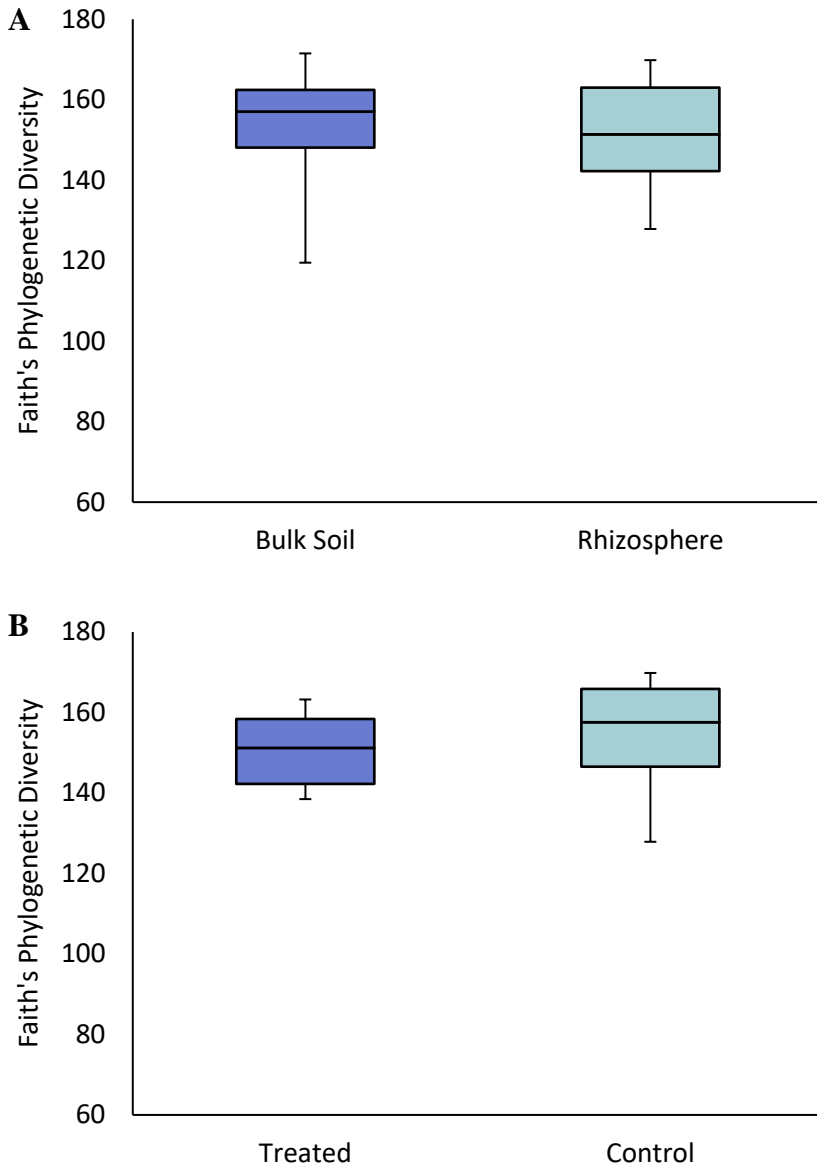 A
Faith's Phylogenetic Diversity
180
160
140
120
100
80
60
Bulk Soil Rhizosphere
B
Faith's Phylogenetic Diversity
180
160
140
120
100
80
60
Treated Control